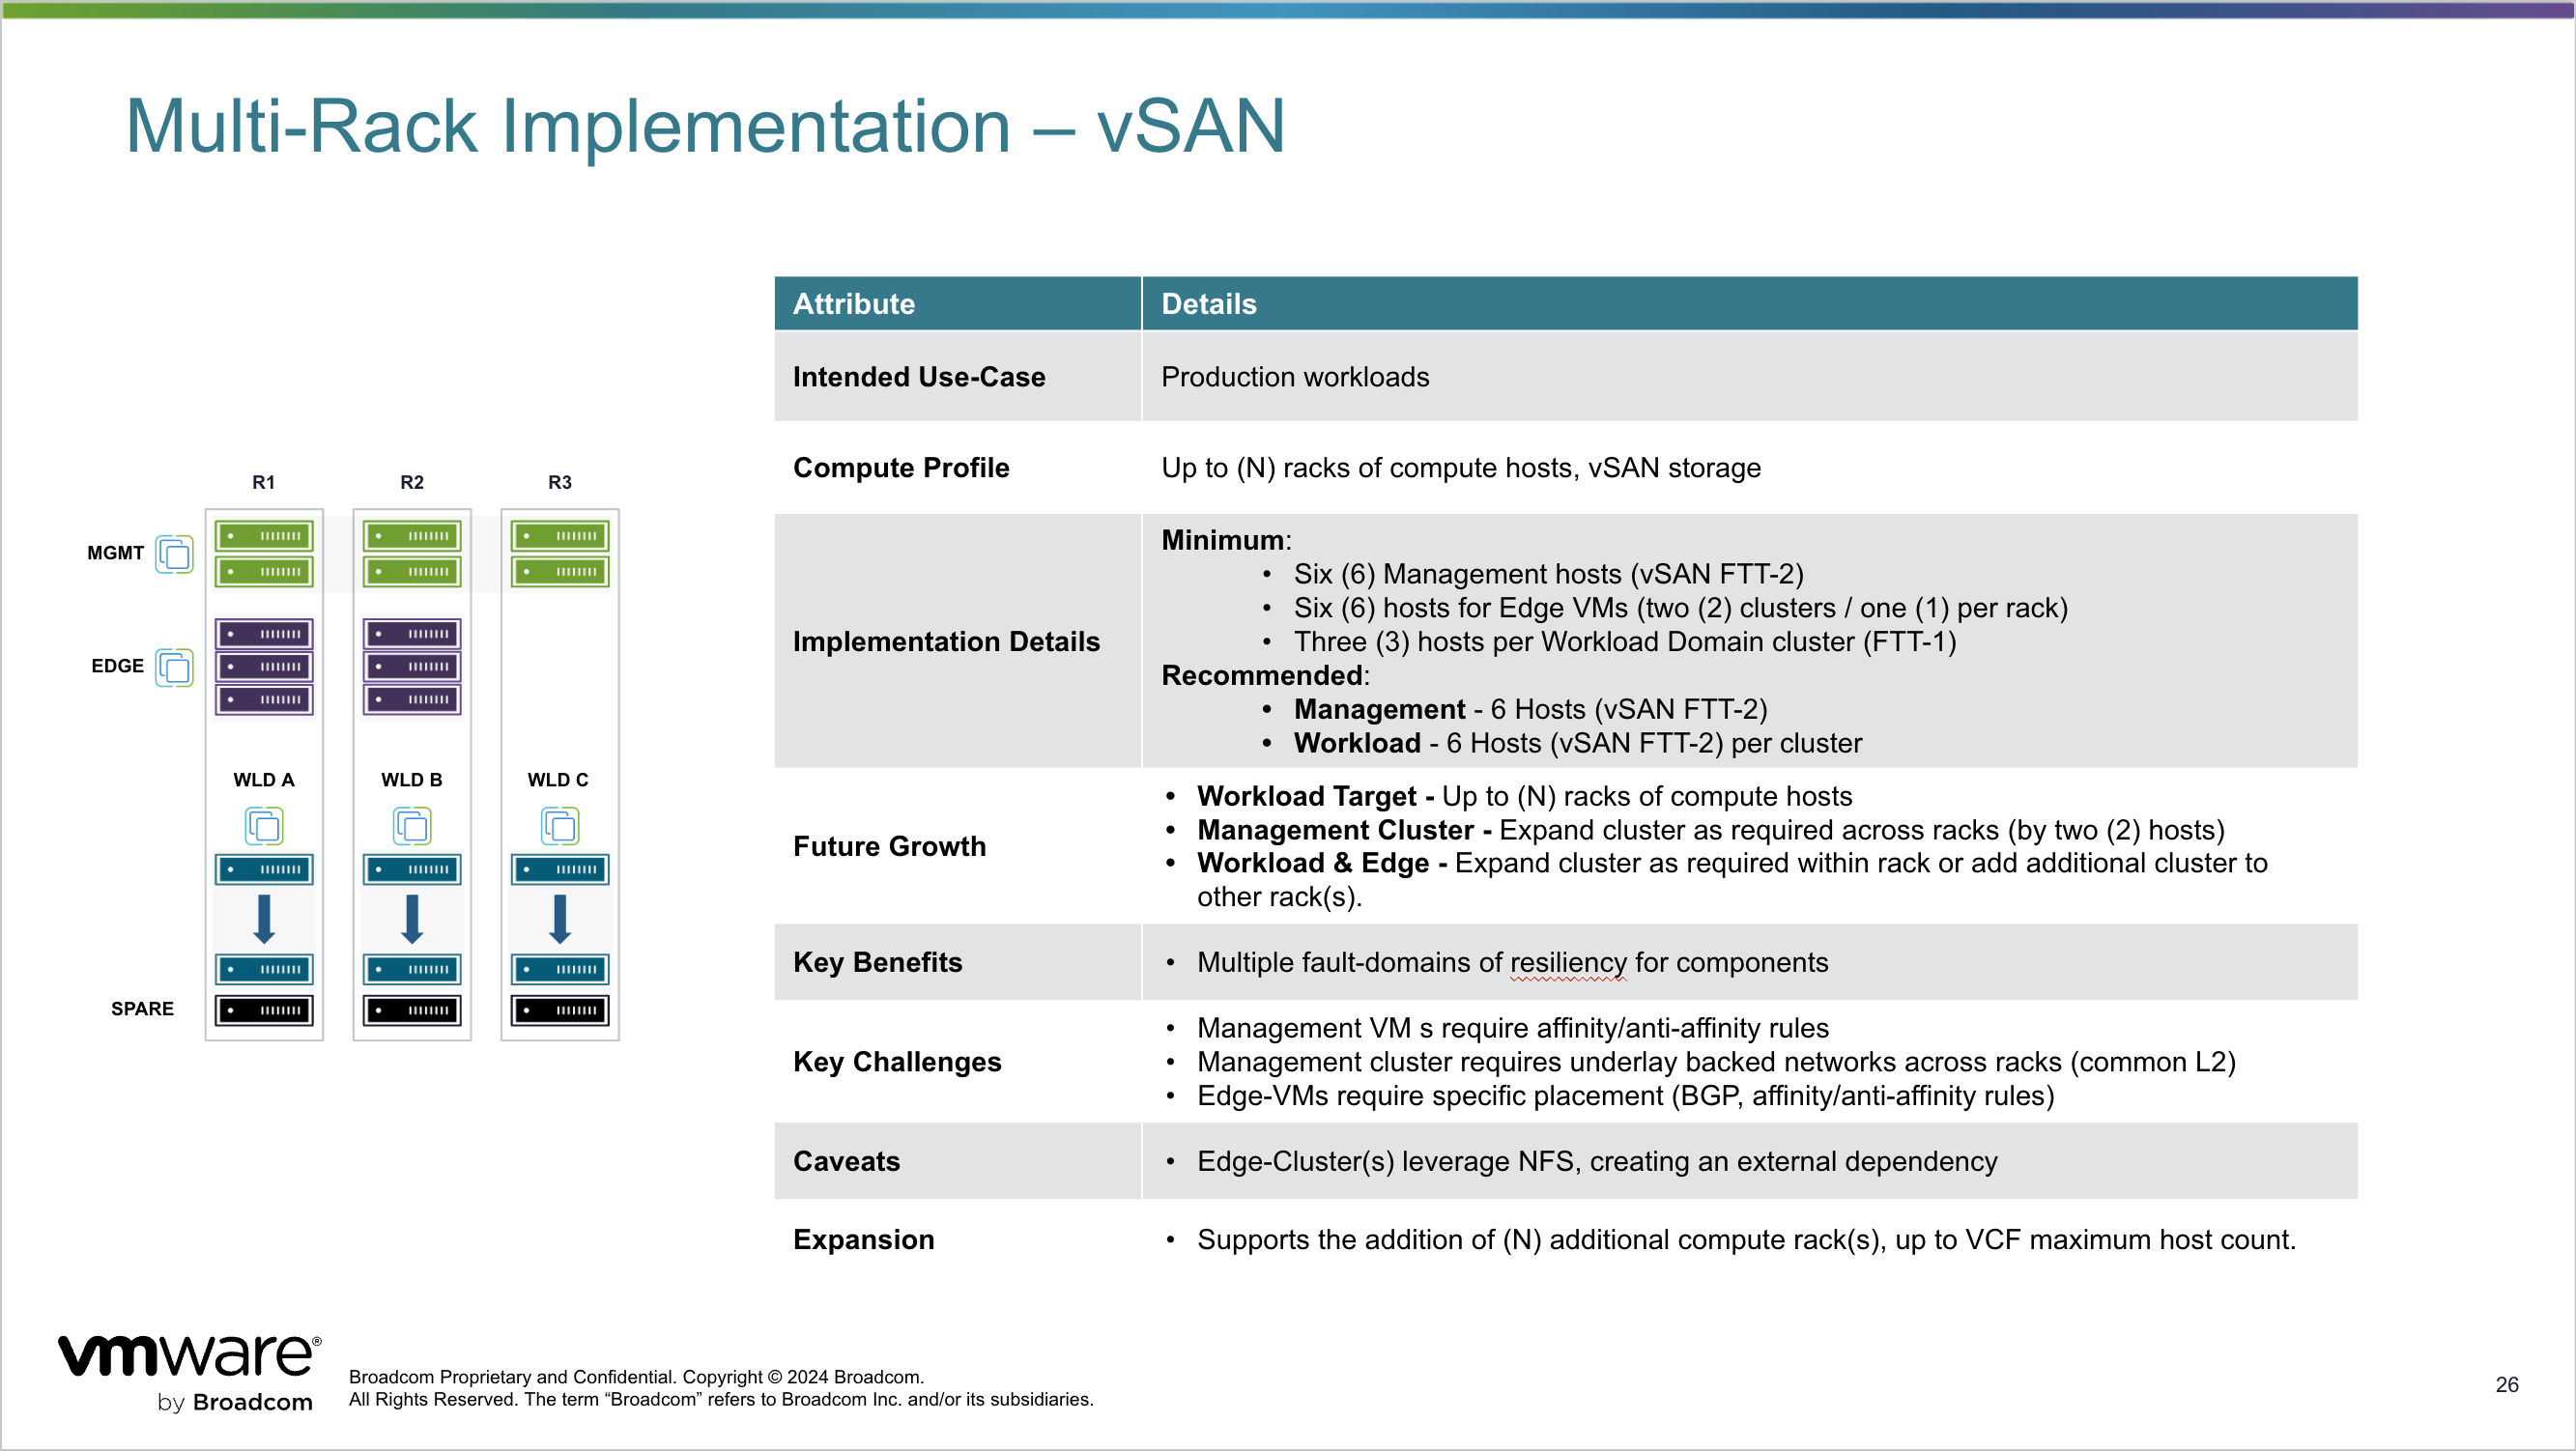 Multi-Rack Implementation – vSAN
R1
R2
R3
MGMT
EDGE
WLD A
WLD B
WLD C
SPARE
Attribute
Details
Intended Use-Case
Production workloads
Compute Profile
Up to (N) racks of compute hosts, vSAN storage
Implementation Details
Minimum:
• Six (6) Management hosts (vSAN FTT-2)
• Six (6) hosts for Edge VMs (two (2) clusters / one (1) per rack)
• Three (3) hosts per Workload Domain cluster (FTT-1)
Recommended:
• Management - 6 Hosts (vSAN FTT-2)
• Workload - 6 Hosts (vSAN FTT-2) per cluster
Future Growth
• Workload Target - Up to (N) racks of compute hosts
• Management Cluster - Expand cluster as required across racks (by two (2) hosts)
• Workload & Edge - Expand cluster as required within rack or add additional cluster to
other rack(s).
Key Benefits
• Multiple fault-domains of resiliency for components
Key Challenges
• Management VM s require affinity/anti-affinity rules
• Management cluster requires underlay backed networks across racks (common L2)
• Edge-VMs require specific placement (BGP, affinity/anti-affinity rules)
Caveats
• Edge-Cluster(s) leverage NFS, creating an external dependency
Expansion
• Supports the addition of (N) additional compute rack(s), up to VCF maximum host count.
vmware®
by Broadcom
Broadcom Proprietary and Confidential. Copyright © 2024 Broadcom.
All Rights Reserved. The term “Broadcom” refers to Broadcom Inc. and/or its subsidiaries.
26